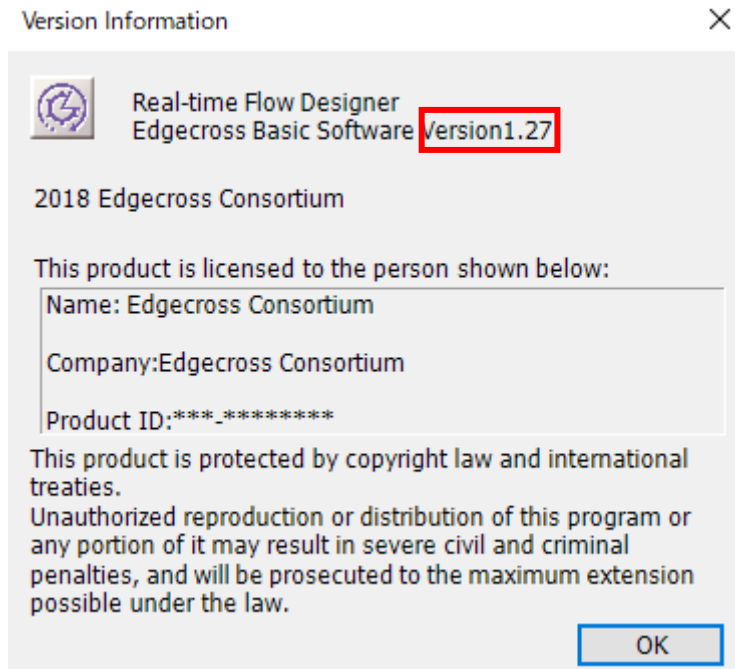 Version Information
Real-time Flow Designer
Edgecross Basic Software Version1.27
2018 Edgecross Consortium
This product is licensed to the person shown below:
Name: Edgecross Consortium
Company:Edgecross Consortium
Product ID:***-********
This product is protected by copyright law and international
treaties.
Unauthorized reproduction or distribution of this program or
any portion of it may result in severe civil and criminal
penalties, and will be prosecuted to the maximum extension
possible under the law.
OK